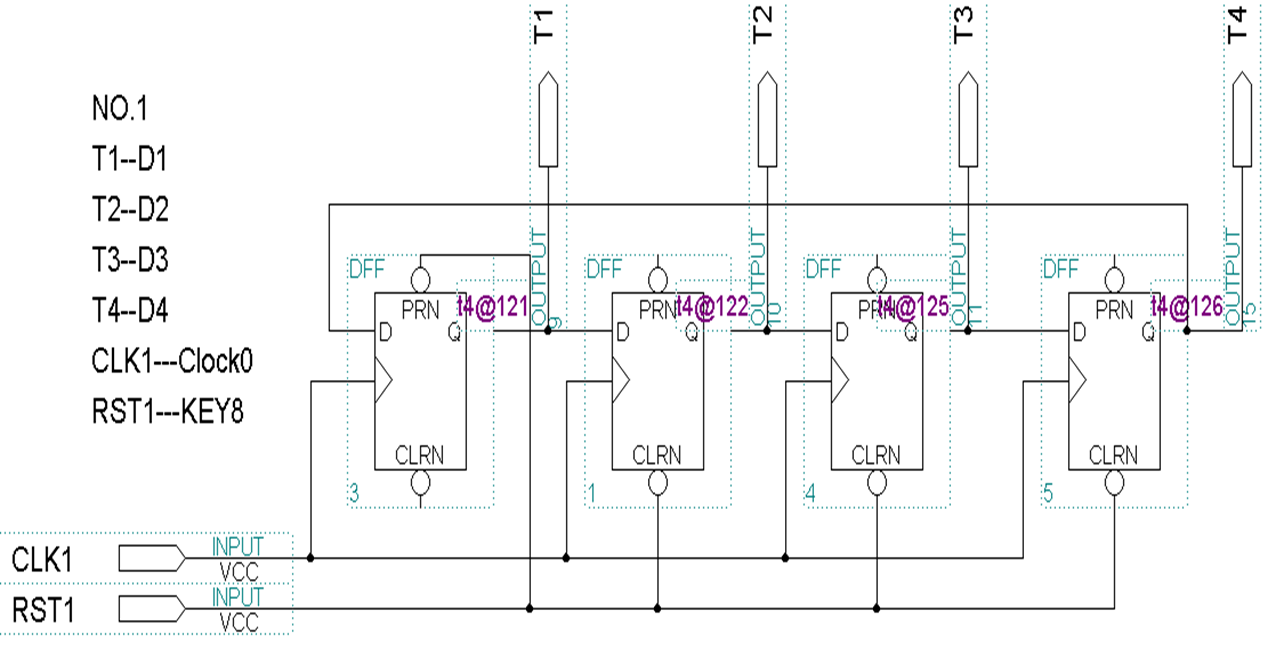 T1
T2
T3
T4
NO.1
T1--D1
T2--D2
T3--D3
T4--D4
CLK1---Clock0
RST1---KEY8
OUTPUT
9
OUTPUT
10
OUTPUT
11
OUTPUT
15
DFF
PRN
t4@121
D
Q
CLRN
3
DFF
PRN
t4@122
D
Q
CLRN
1
DFF
PRN
t4@125
D
Q
CLRN
4
DFF
PRN
t4@126
D
Q
CLRN
5
CLK1
INPUT
VCC
RST1
INPUT
VCC